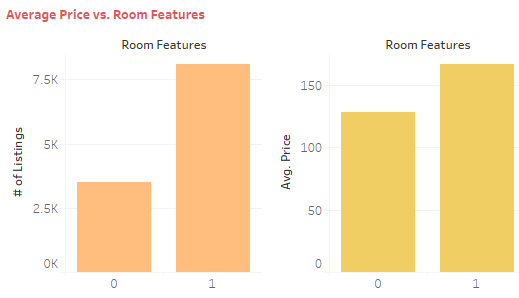 Average Price vs. Room Features
Room Features
# of Listings
7.5K
5K
2.5K
0K
0
1
Room Features
Avg. Price
150
100
50
0
0
1